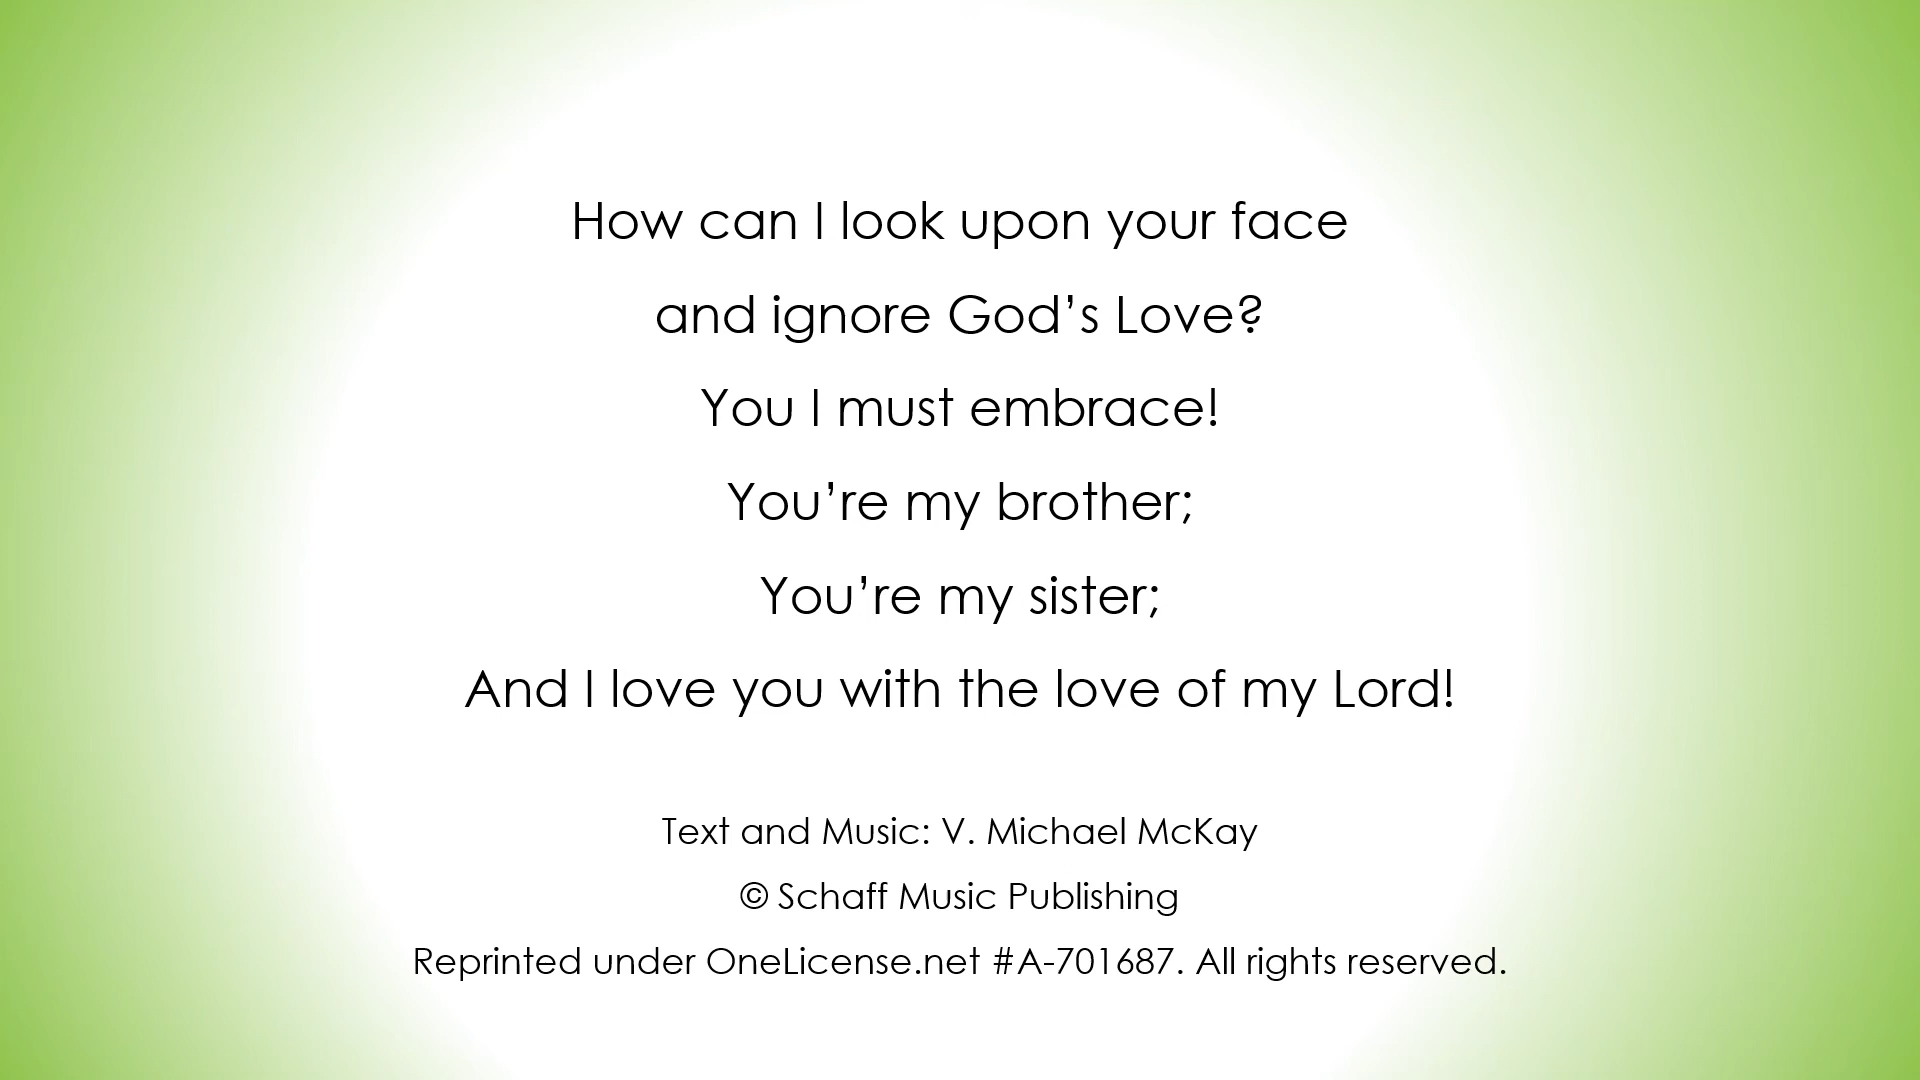 How can I look upon your face
and ignore God’s Love?
You I must embrace!
You’re my brother;
You’re my sister;
And I love you with the love of my Lord!
Text and Music: V. Michael McKay
© Schaff Music Publishing
Reprinted under OneLicense.net #A-701687. All rights reserved.